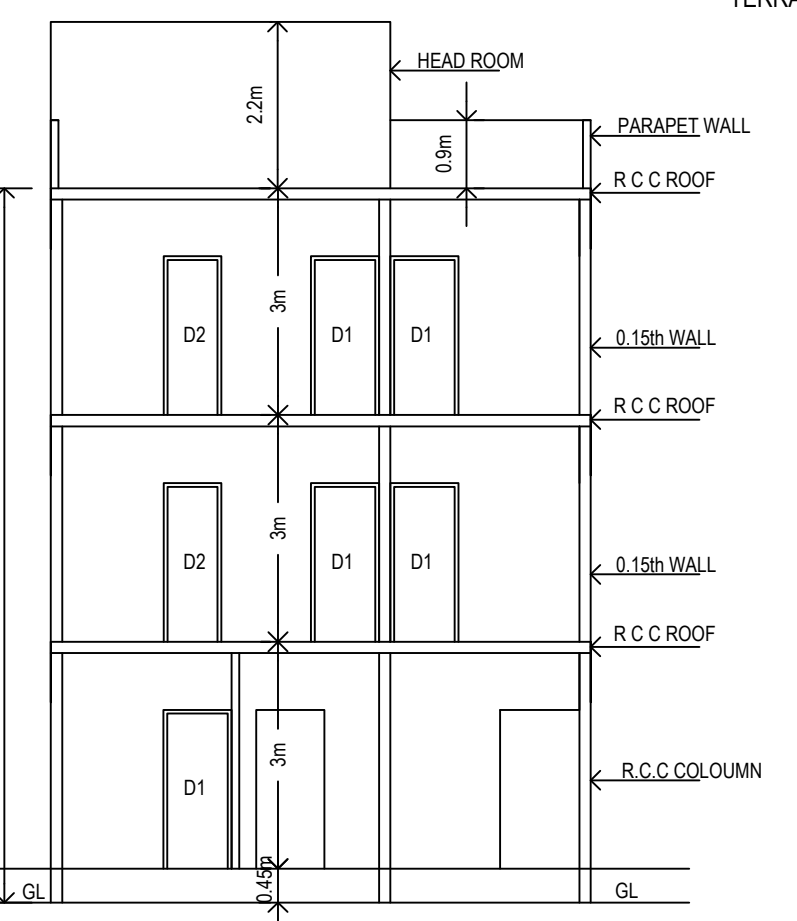 HEAD ROOM
2.2m
PARAPET WALL
0.9m
R C C ROOF
3m
D2
D1
D1
0.15th WALL
R C C ROOF
3m
D2
D1
D1
0.15th WALL
R C C ROOF
3m
D1
R.C.C COLOUMN
0.45m
GL
GL